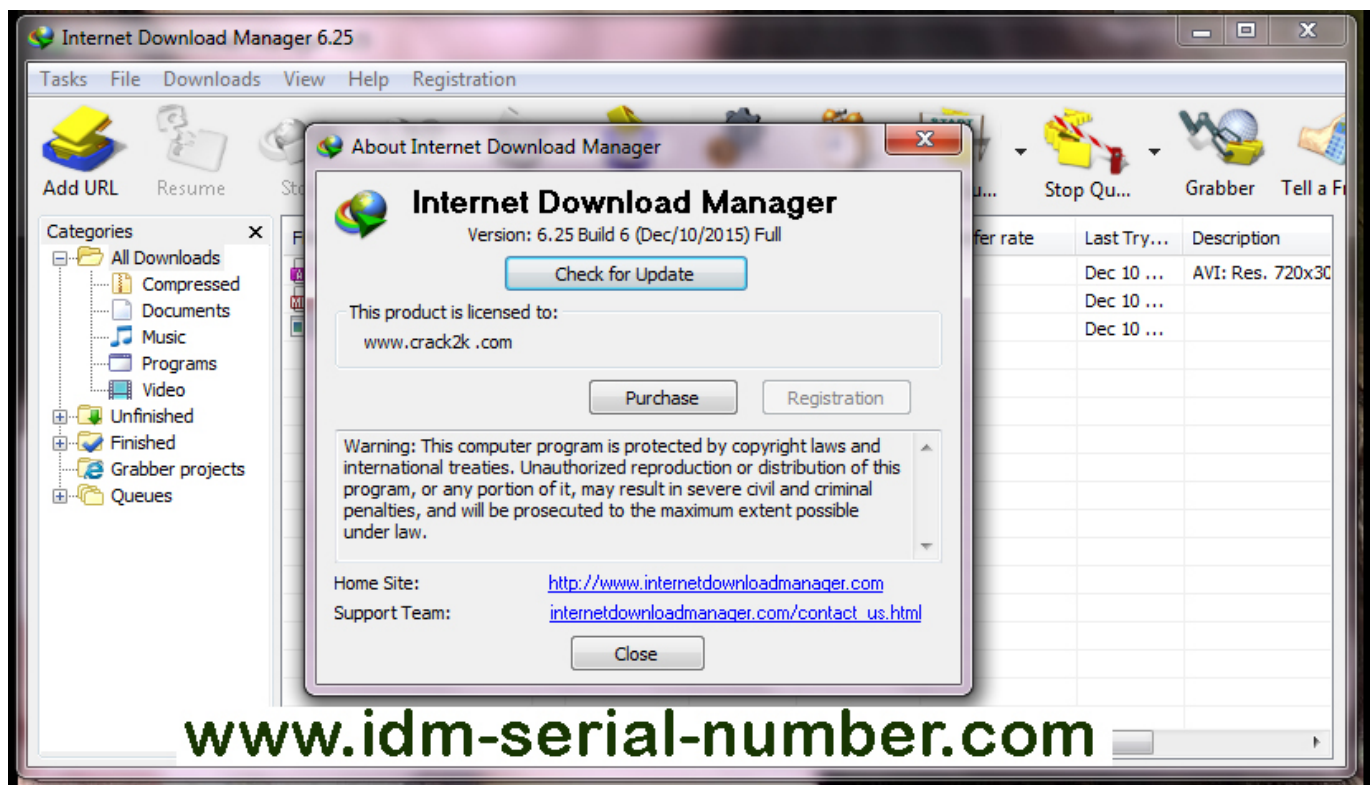 Internet Download Manager 6.25
Tasks File Downloads View Help Registration
Add URL Resume Stop Qu... Grabber
About Internet Download Manager
Categories
All Downloads
Compressed
Documents
Music
Programs
Video
Unfinished
Finished
Grabber projects
Queues
Internet Download Manager
Version: 6.25 Build 6 (Dec/10/2015) Full
Check for Update
This product is licensed to:
www.crack2k .com
Purchase Registration
Warning: This computer program is protected by copyright laws and
international treaties. Unauthorized reproduction or distribution of this
program, or any portion of it, may result in severe civil and criminal
penalties, and will be prosecuted to the maximum extent possible
under law.
Home Site: http://www.internetdownloadmanager.com
Support Team: internetdownloadmanager.com/contact_us.html
Close
fer rate Last Try... Description
Dec 10 ... AVI: Res. 720x30
Dec 10 ...
Dec 10 ...
www.idm-serial-number.com